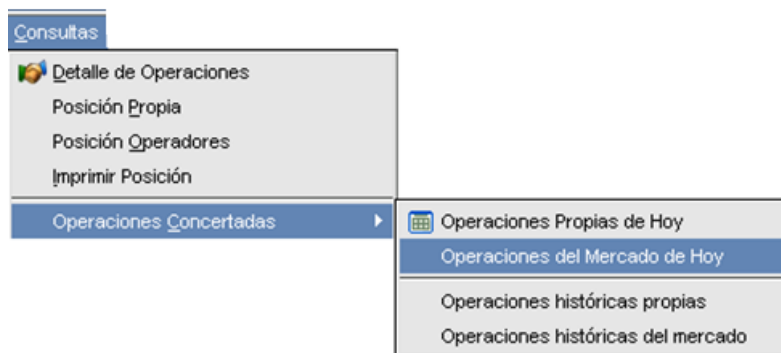 Consultas
Detalle de Operaciones
Posición Propia
Posición Operadores
Imprimir Posición
Operaciones Concertadas
Operaciones Propias de Hoy
Operaciones del Mercado de Hoy
Operaciones históricas propias
Operaciones históricas del mercado